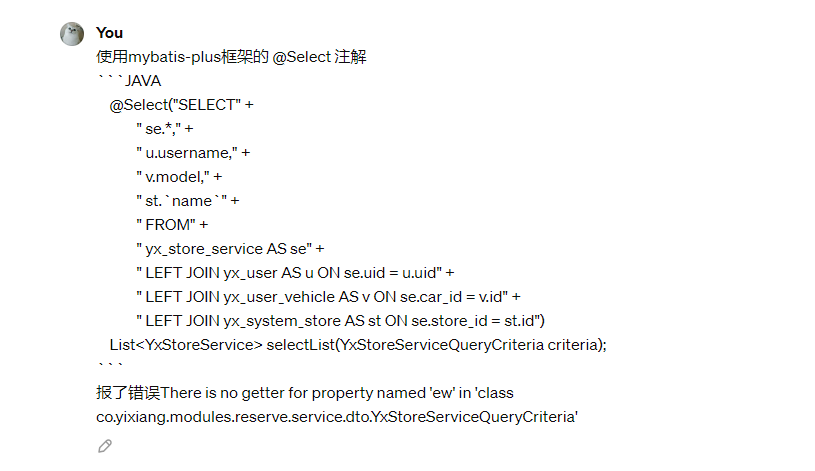 You
使用mybatis-plus框架的 @Select 注解
```JAVA
@Select("SELECT" +
" se.*," +
" u.username," +
" v.model," +
" st.`name`" +
" FROM" +
" yx_store_service AS se" +
" LEFT JOIN yx_user AS u ON se.uid = u.uid" +
" LEFT JOIN yx_user_vehicle AS v ON se.car_id = v.id" +
" LEFT JOIN yx_system_store AS st ON se.store_id = st.id")
List<YxStoreService> selectList(YxStoreServiceQueryCriteria criteria);
```
报了错误There is no getter for property named 'ew' in 'class
co.yixiang.modules.reserve.service.dto.YxStoreServiceQueryCriteria'